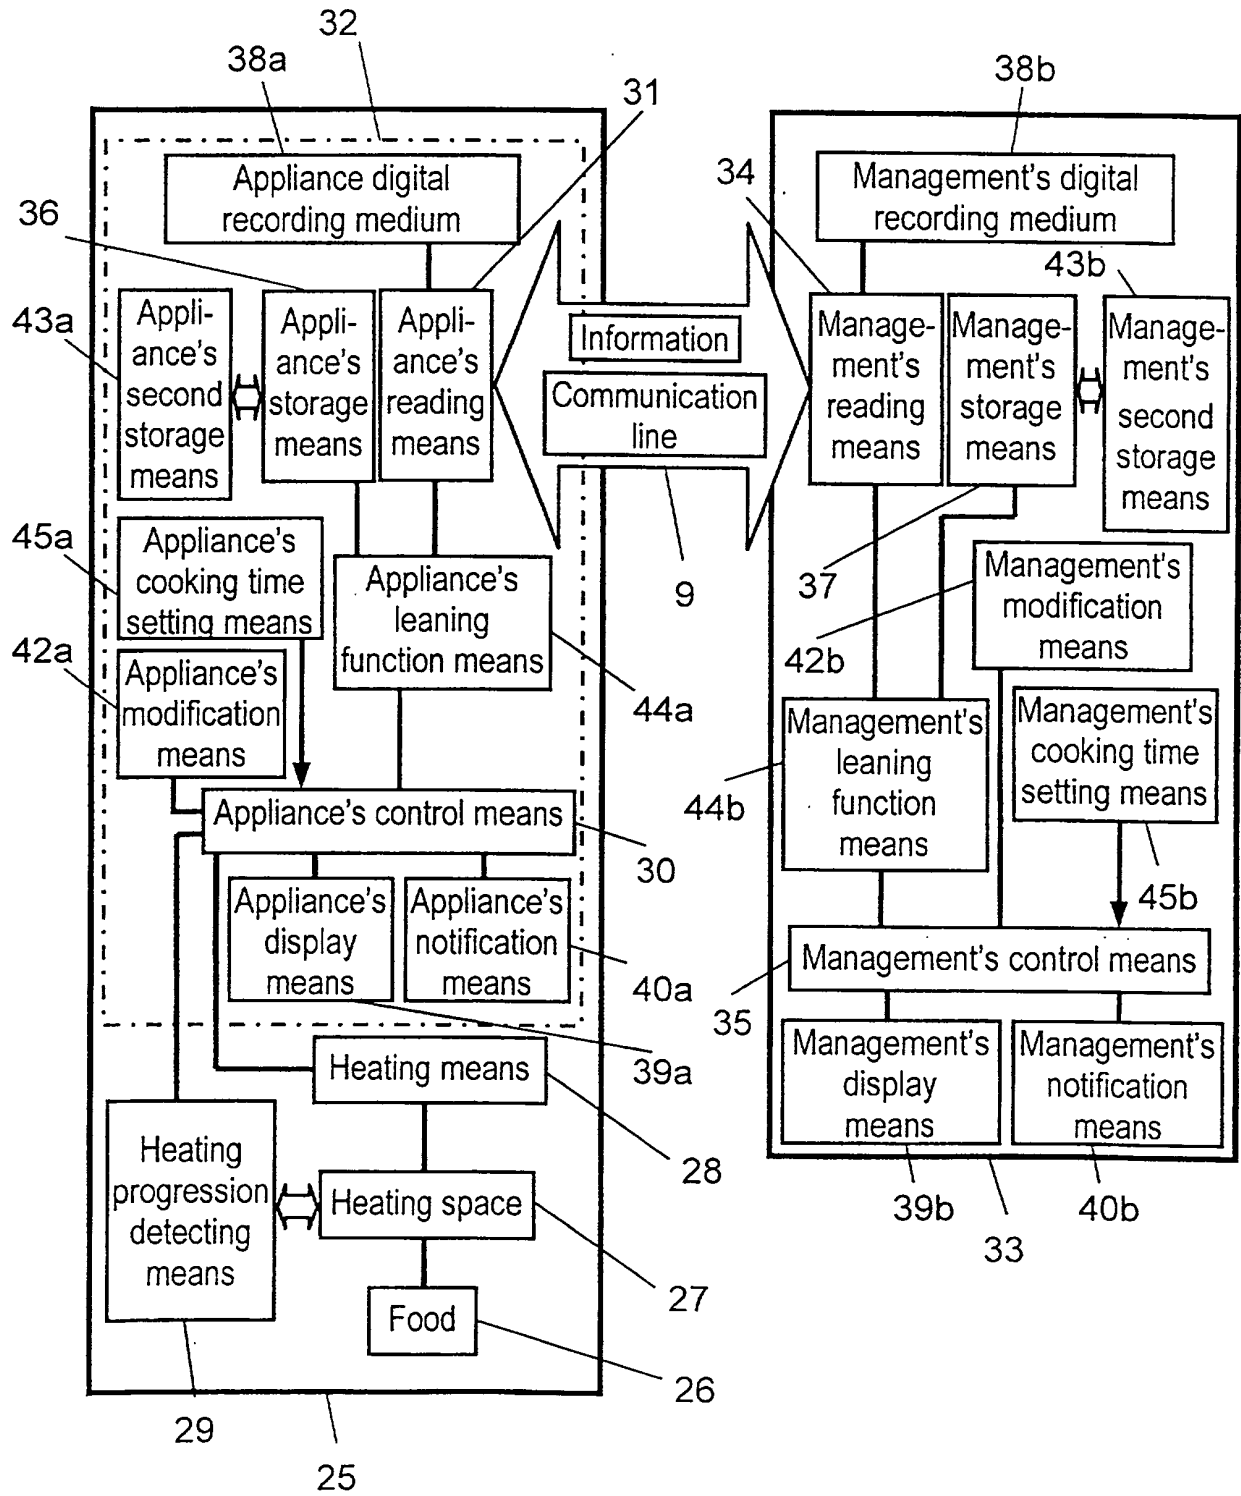 32
38a
31
Appliance digital
recording medium
36
43a
Appli-
ance's
second
storage
means
Appli-
ance's
storage
means
Appli-
ance's
reading
means
Information
Communication
line
9
45a
Appliance's
cooking time
setting means
Appliance's
leaning
function means
42a
Appliance's
modification
means
44a
Appliance's control means
30
Appliance's
display
means
Appliance's
notification
means
40a
39a
Heating means
28
Heating
progression
detecting
means
Heating space
27
Food
26
29
25
38b
34
Management's digital
recording medium
43b
Manage-
ment's
reading
means
Manage-
ment's
storage
means
Manage-
ment's
second
storage
means
37
42b
Management's
modification
means
Management's
leaning
function
means
44b
Management's
cooking time
setting means
45b
Management's control means
35
Management's
display
means
Management's
notification
means
39b
40b
33